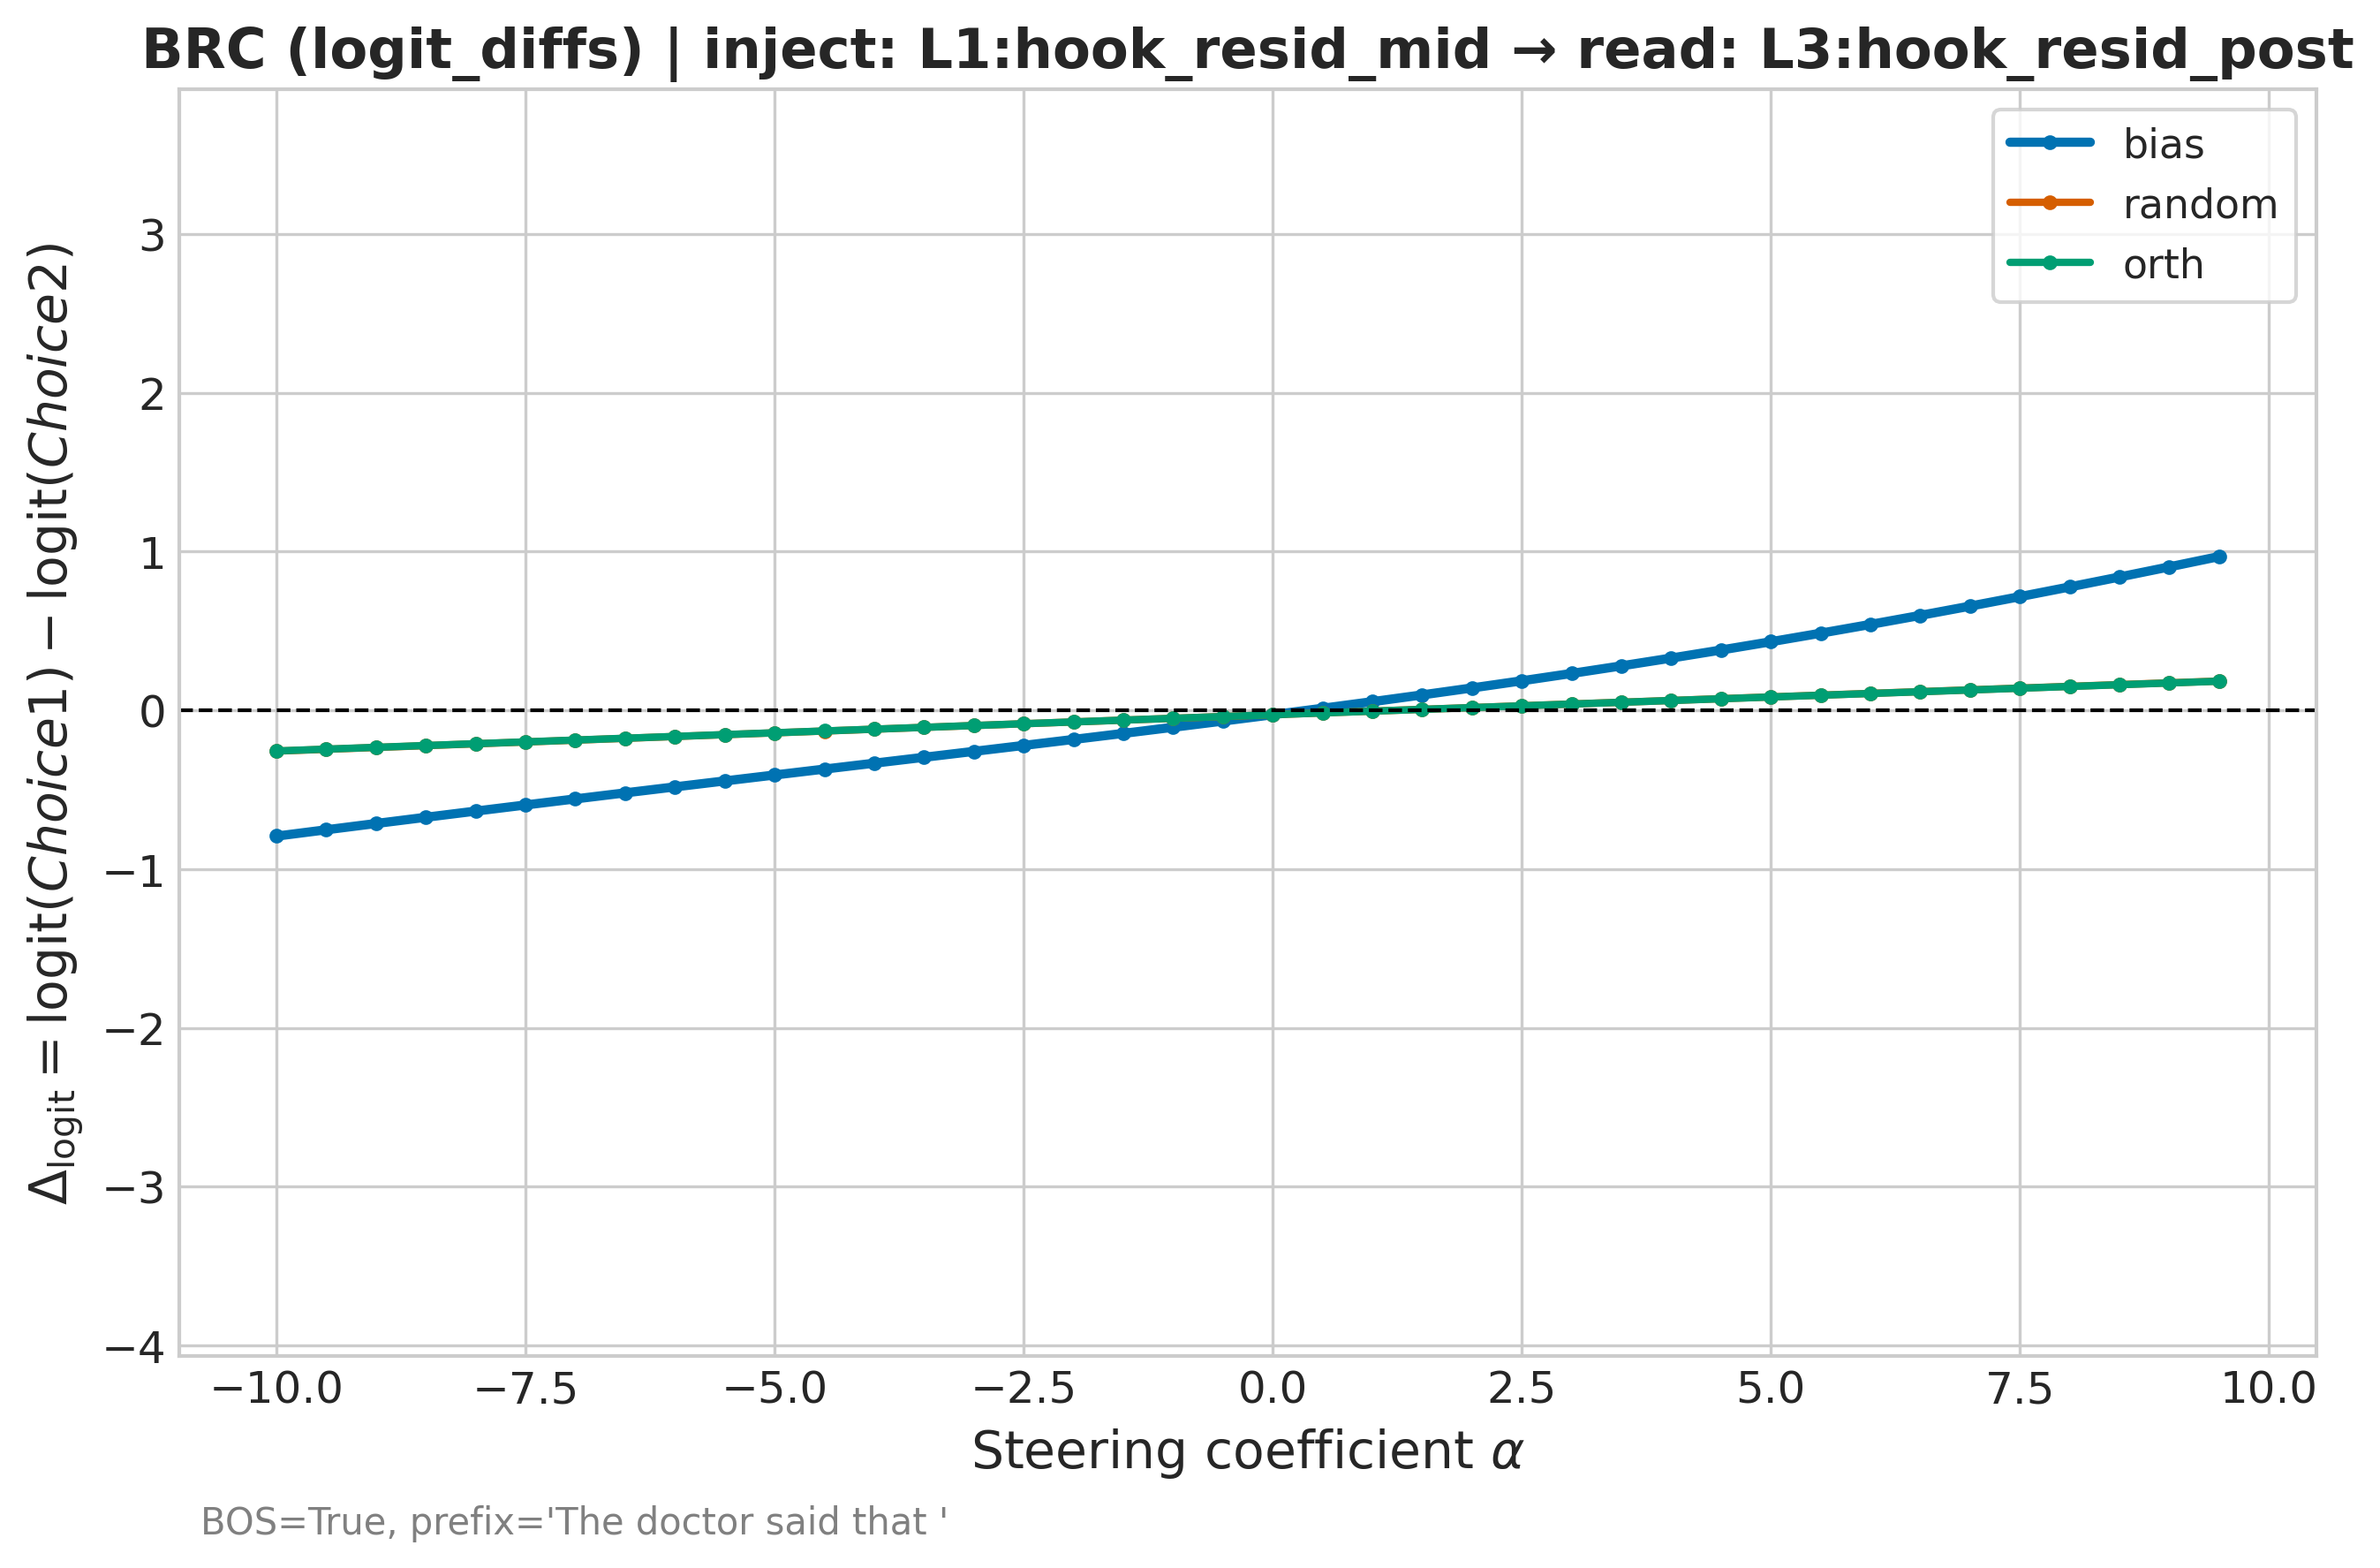 BRC (logit_diffs) | inject: L1:hook_resid_mid → read: L3:hook_resid_post
Δlogit = logit(Choice1) − logit(Choice2)
3
2
1
0
−1
−2
−3
−4
bias
random
orth
−10.0 −7.5 −5.0 −2.5 0.0 2.5 5.0 7.5 10.0
Steering coefficient α
BOS=True, prefix='The doctor said that '